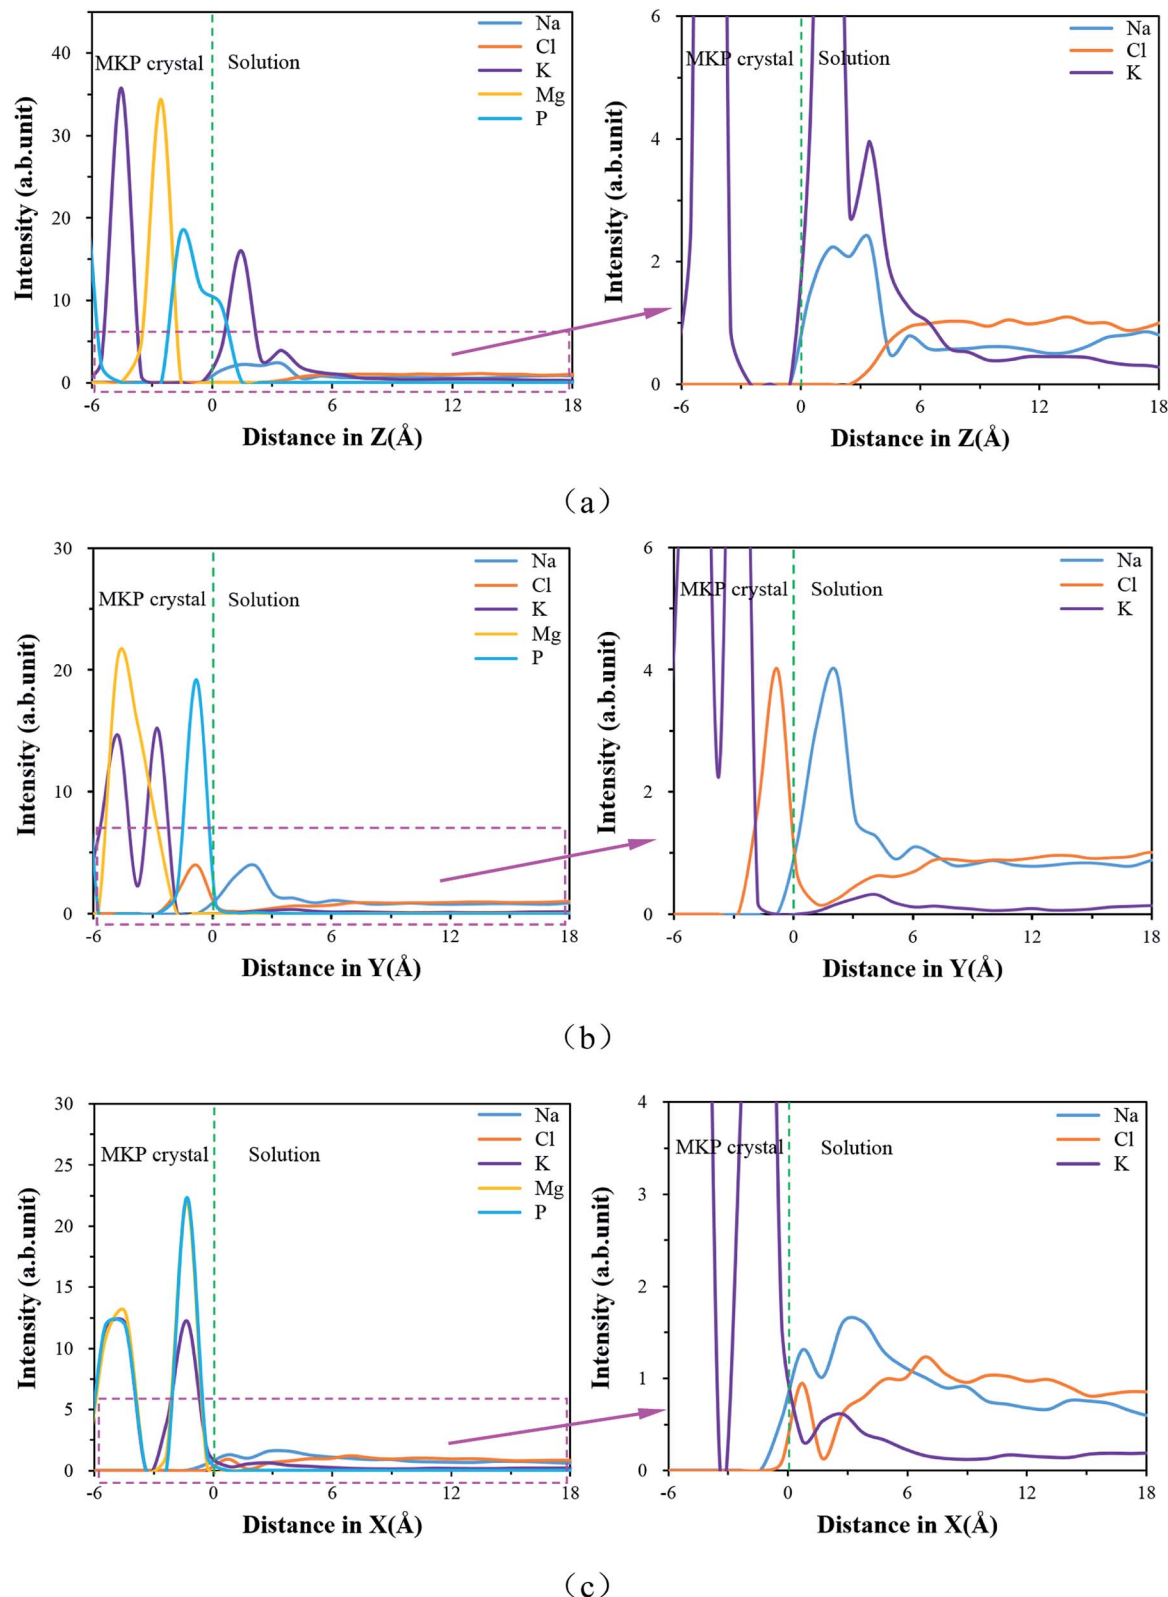 Intensity (a.b.unit)
40
30
20
10
0
MKP crystal
Solution
Na
Cl
K
Mg
P
-6
0
6
12
18
Distance in Z(Å)
Intensity (a.b.unit)
6
4
2
0
MKP crystal
Solution
Na
Cl
K
-6
0
6
12
18
Distance in Z(Å)
（a）
Intensity (a.b.unit)
30
20
10
0
MKP crystal
Solution
Na
Cl
K
Mg
P
-6
0
6
12
18
Distance in Y(Å)
Intensity (a.b.unit)
6
4
2
0
MKP crystal
Solution
Na
Cl
K
-6
0
6
12
18
Distance in Y(Å)
（b）
Intensity (a.b.unit)
30
25
20
15
10
5
0
MKP crystal
Solution
Na
Cl
K
Mg
P
-6
0
6
12
18
Distance in X(Å)
Intensity (a.b.unit)
4
3
2
1
0
MKP crystal
Solution
Na
Cl
K
-6
0
6
12
18
Distance in X(Å)
（c）